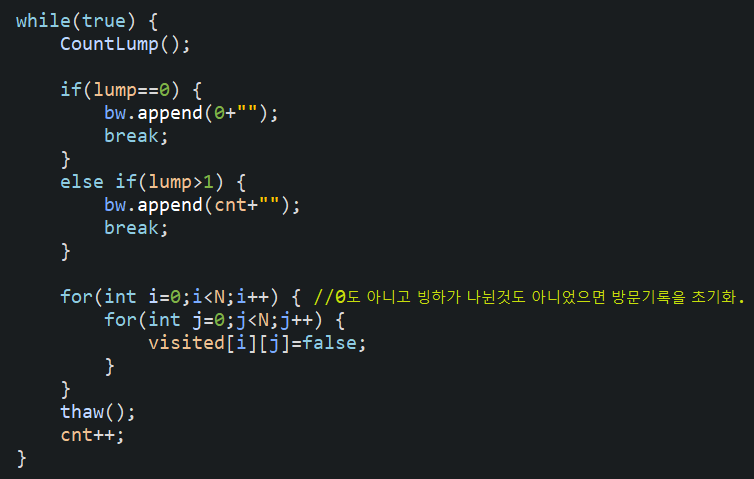 while(true) {
    CountLump();

    if(lump==0) {
        bw.append(0+"");
        break;
    }
    else if(lump>1) {
        bw.append(cnt+"");
        break;
    }

    for(int i=0;i<N;i++) { //0도 아니고 빙하가 나뉜것도 아니었으면 방문기록을 초기화.
        for(int j=0;j<N;j++) {
            visited[i][j]=false;
        }
    }
    thaw();
    cnt++;
}